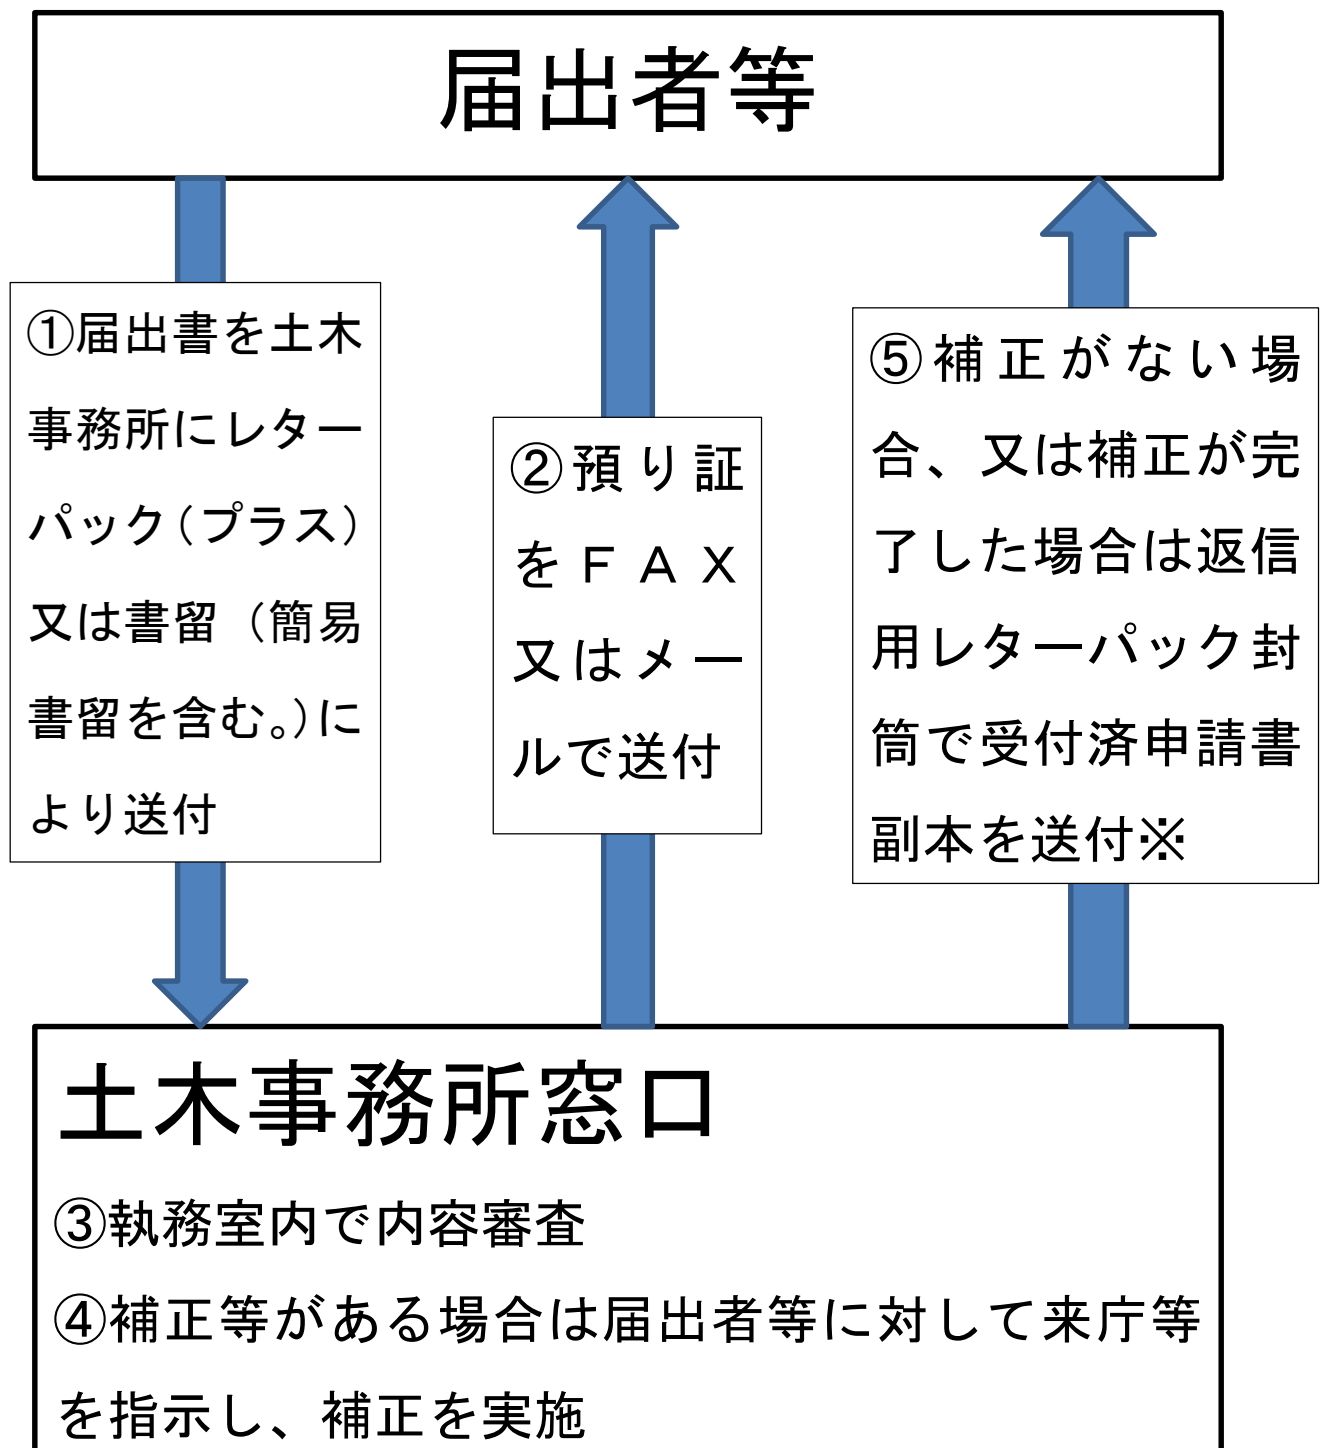 届出者等
①届出書を土木
事務所にレター
パック（プラス）
又は書留（簡易
書留を含む。）に
より送付
②預り証
をＦＡＸ
又はメー
ルで送付
⑤補正がない場
合、又は補正が完
了した場合は返信
用レターパック封
筒で受付済申請書
副本を送付※
土木事務所窓口
③執務室内で内容審査
④補正等がある場合は届出者等に対して来庁等
を指示し、補正を実施